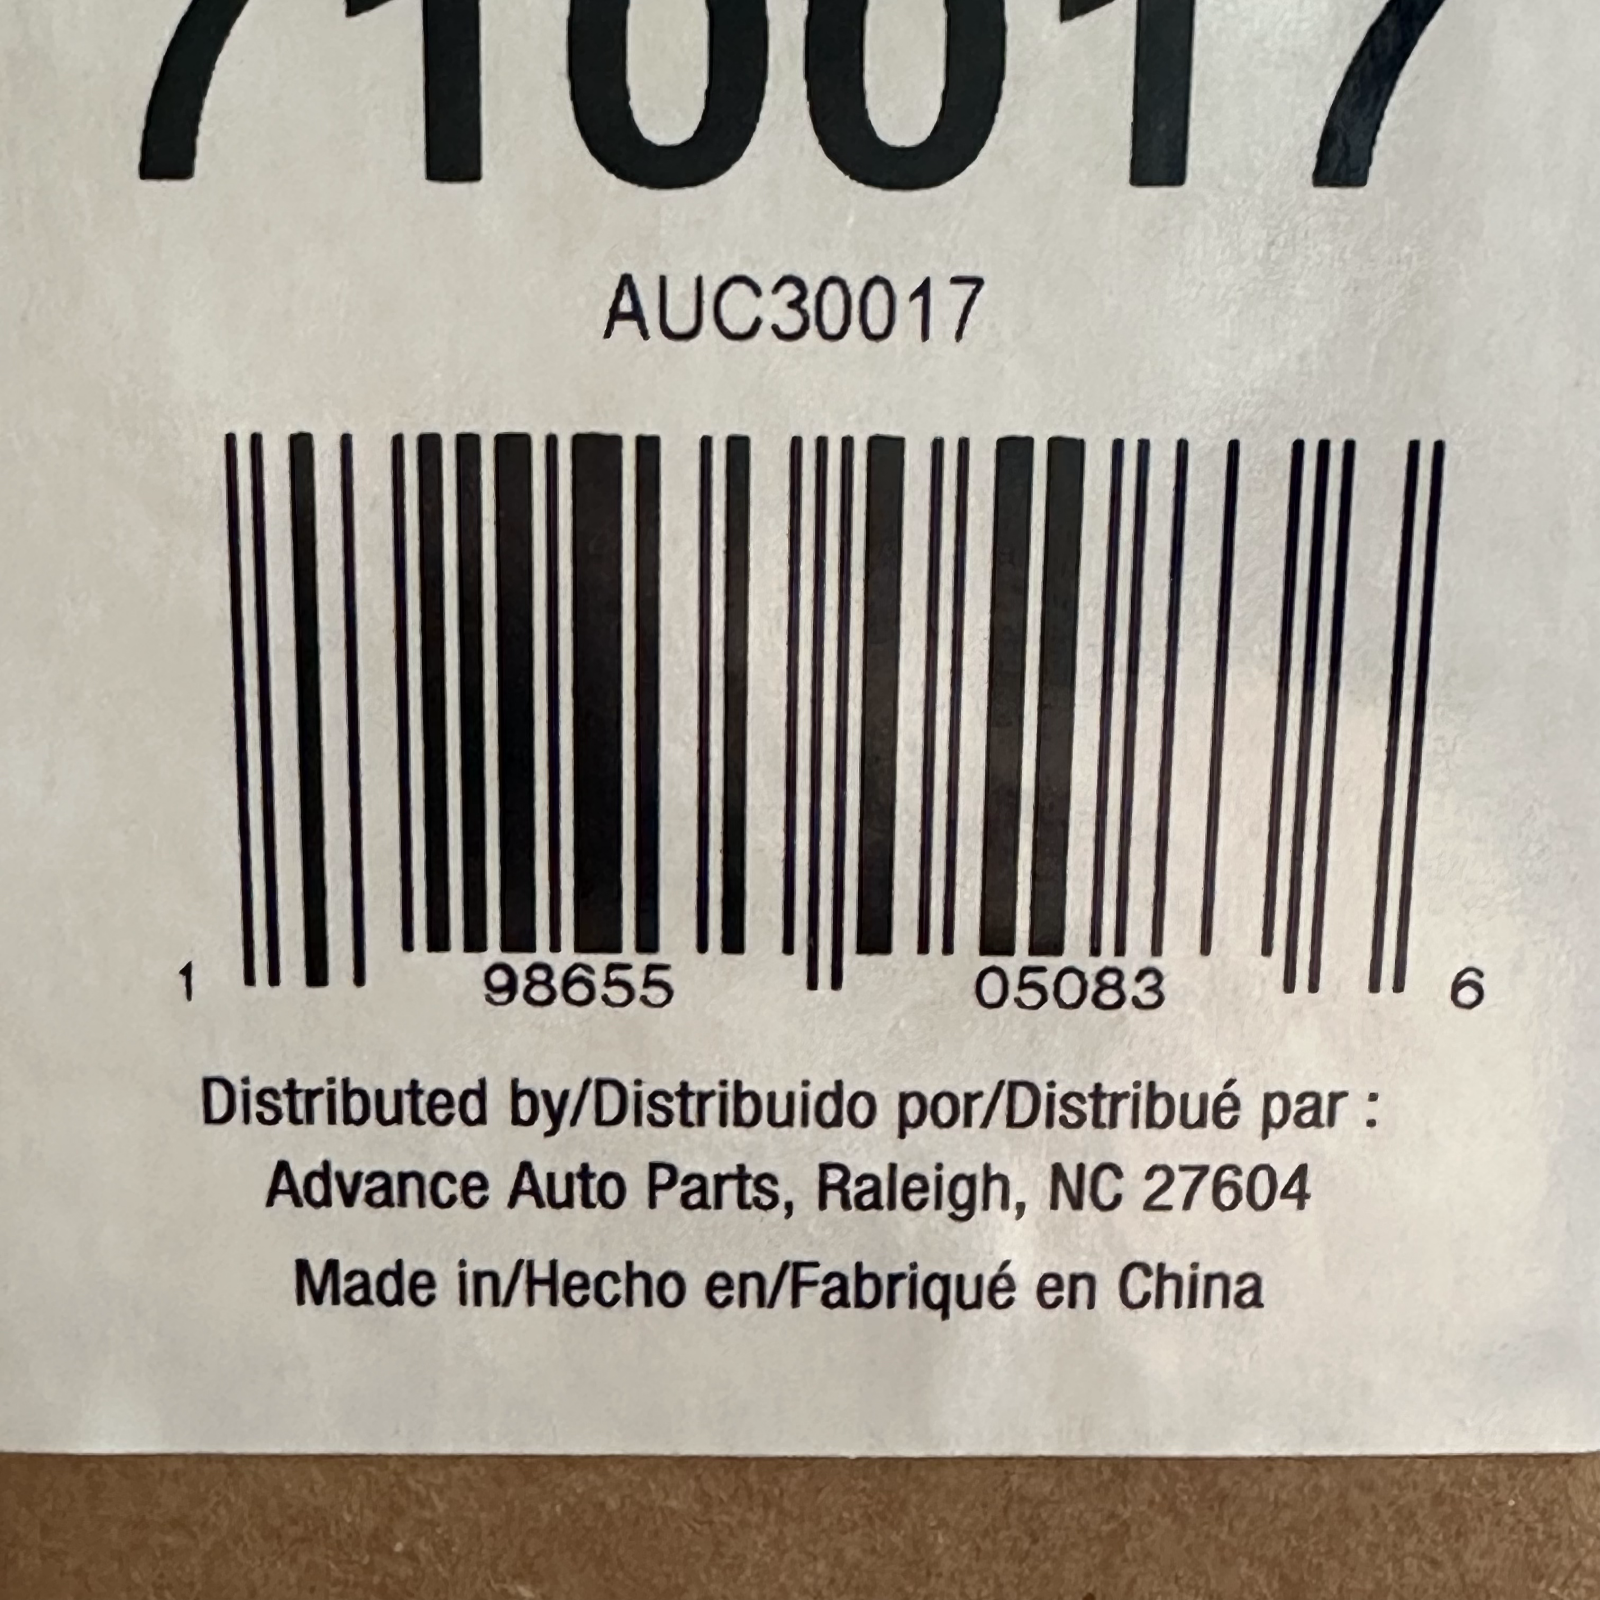 710017
AUC30017
1 98655 05083 6
Distributed by/Distribuido por/Distribué par :
Advance Auto Parts, Raleigh, NC 27604
Made in/Hecho en/Fabriqué en China